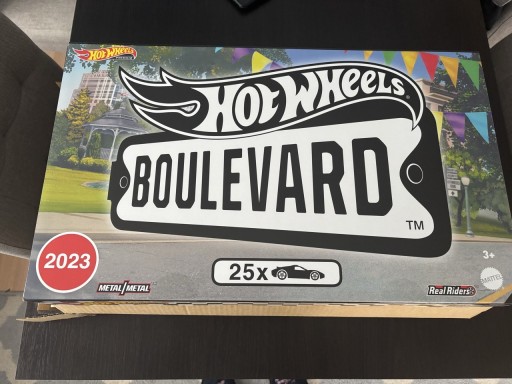 Hot Wheels
Hot Wheels®
BOULEVARD
TM
25x
2023
METAL/METAL
3+
MATTEL
Real Riders